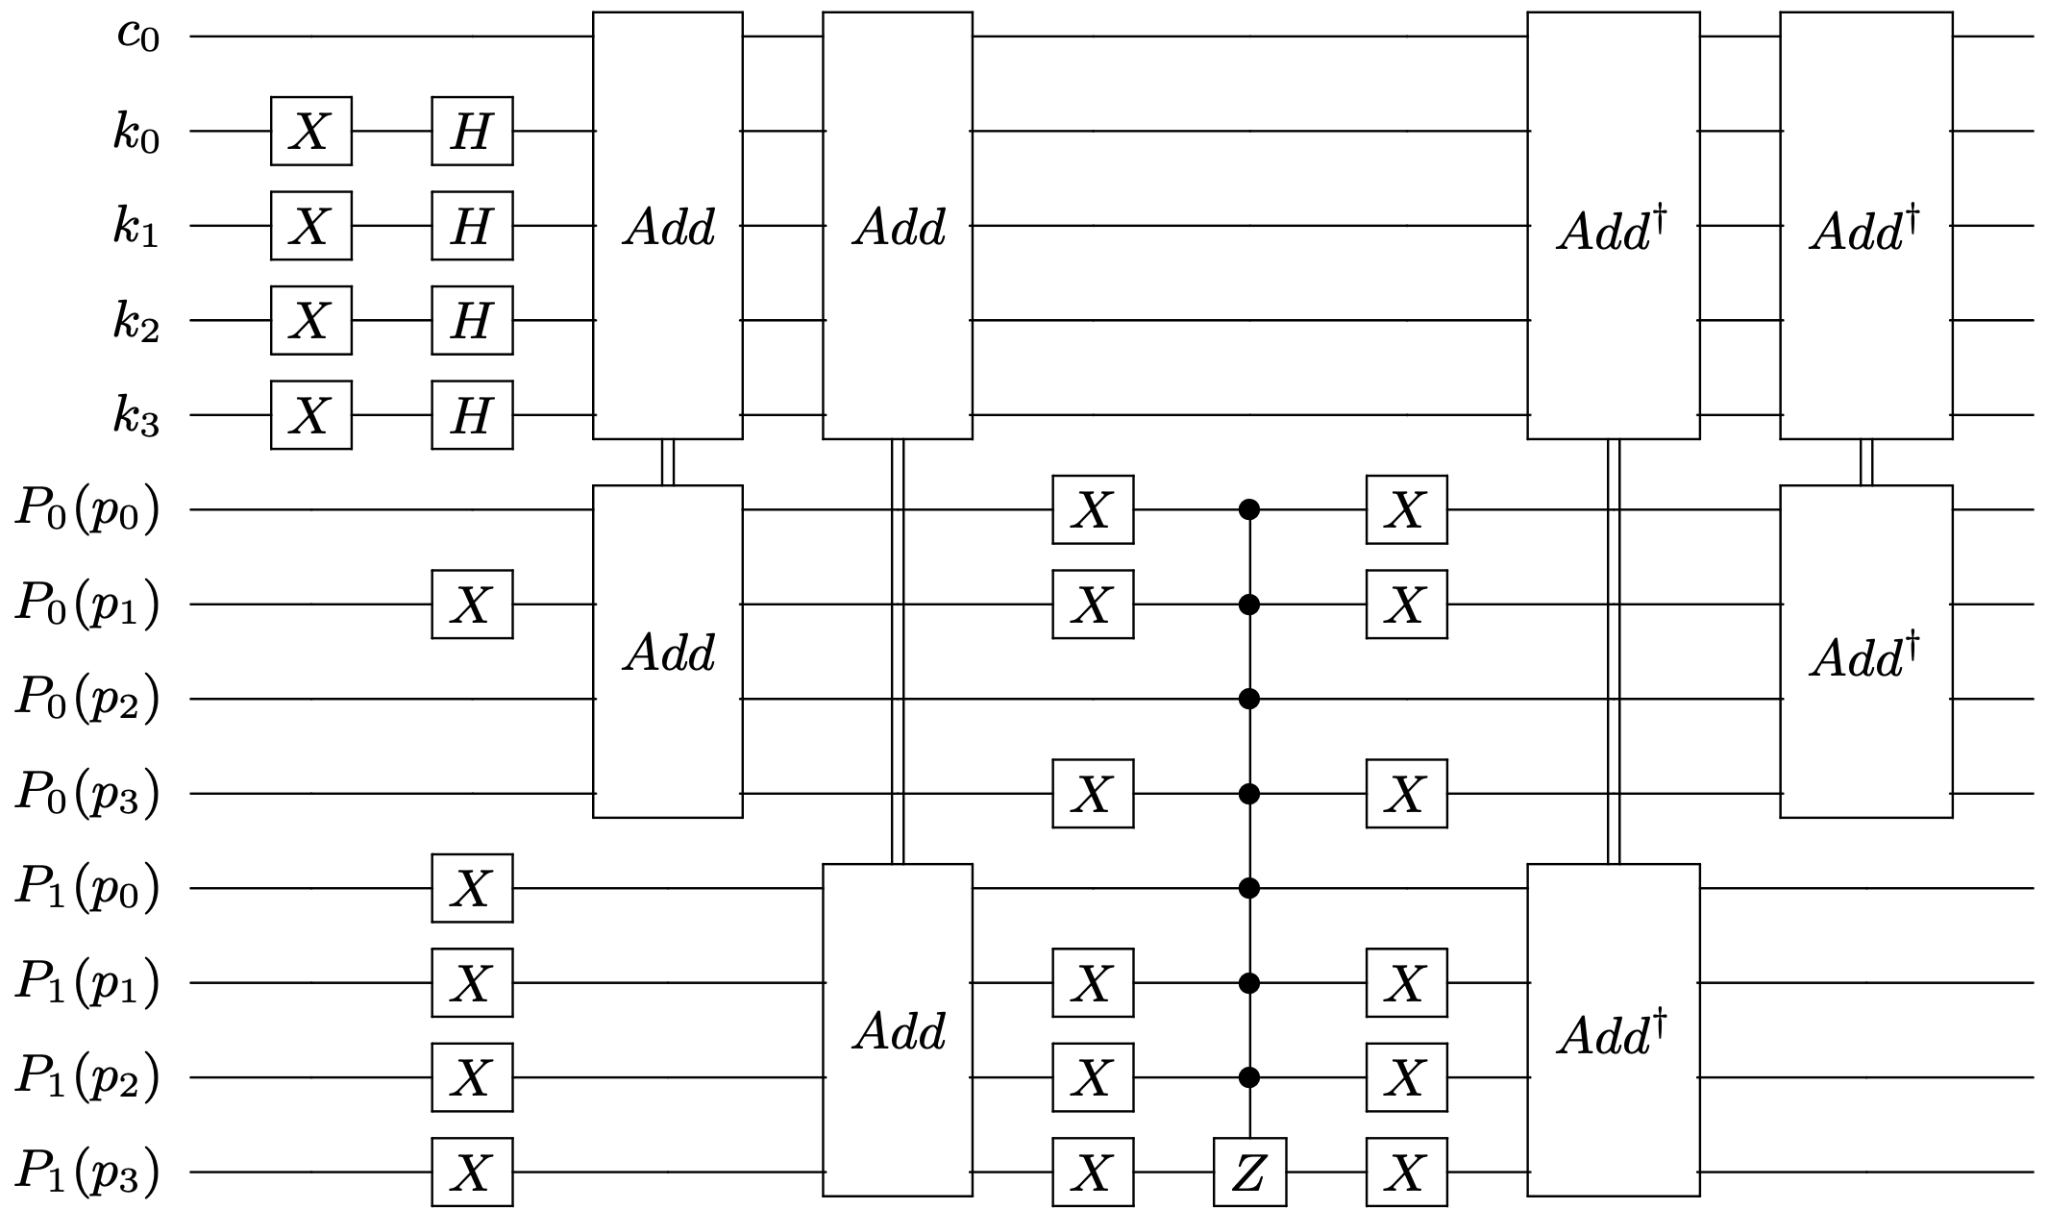 c₀
k₀ X H
k₁ X H Add Add Add† Add†
k₂ X H
k₃ X H
P₀(p₀) X X
P₀(p₁) X X X
Add Add†
P₀(p₂)
P₀(p₃) X X
P₁(p₀) X
P₁(p₁) X X X
Add Add†
P₁(p₂) X X X
P₁(p₃) X X Z X